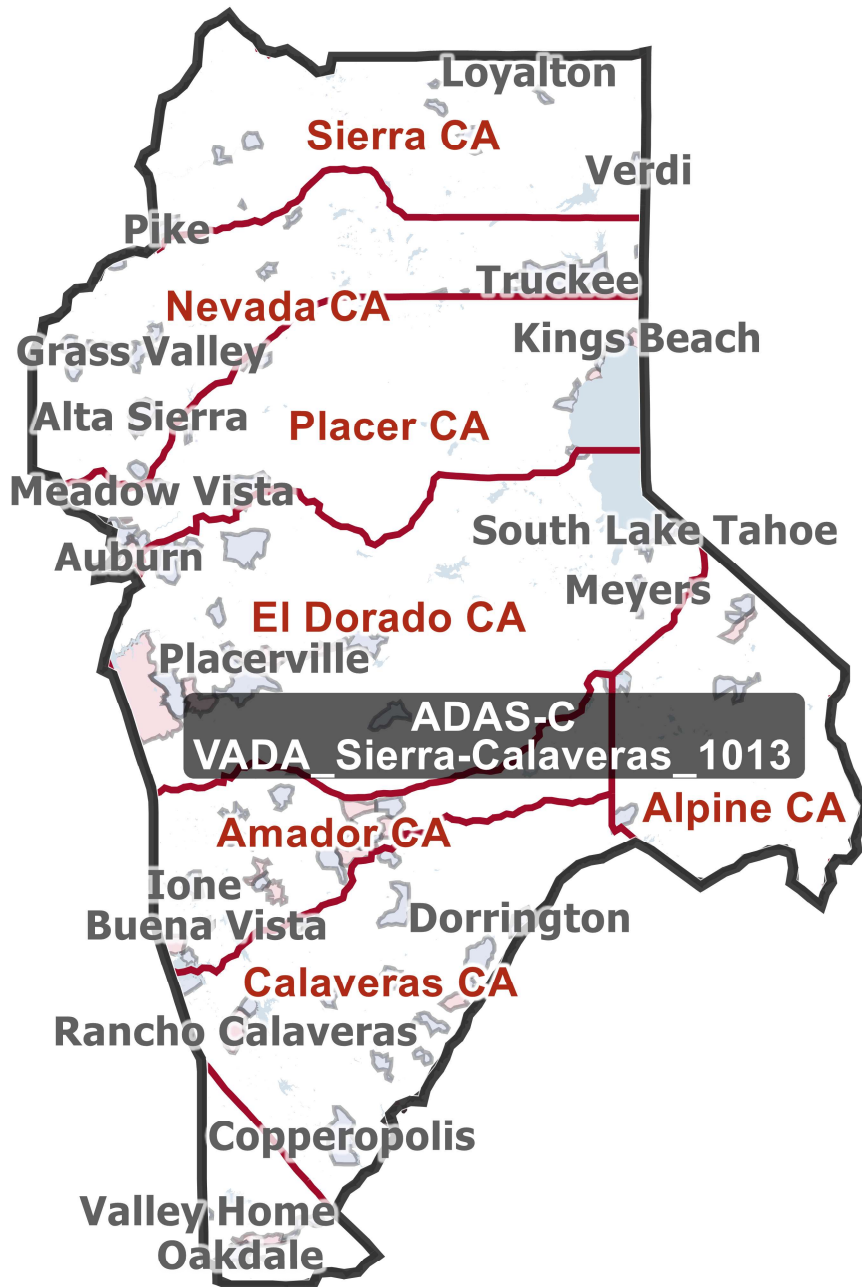 Loyalton
Sierra CA
Verdi
Pike
Truckee
Nevada CA
Kings Beach
Grass Valley
Alta Sierra
Placer CA
Meadow Vista
South Lake Tahoe
Auburn
Meyers
El Dorado CA
Placerville
ADAS-C
VADA_Sierra-Calaveras_1013
Alpine CA
Amador CA
Ione
Buena Vista
Dorrington
Calaveras CA
Rancho Calaveras
Copperopolis
Valley Home
Oakdale